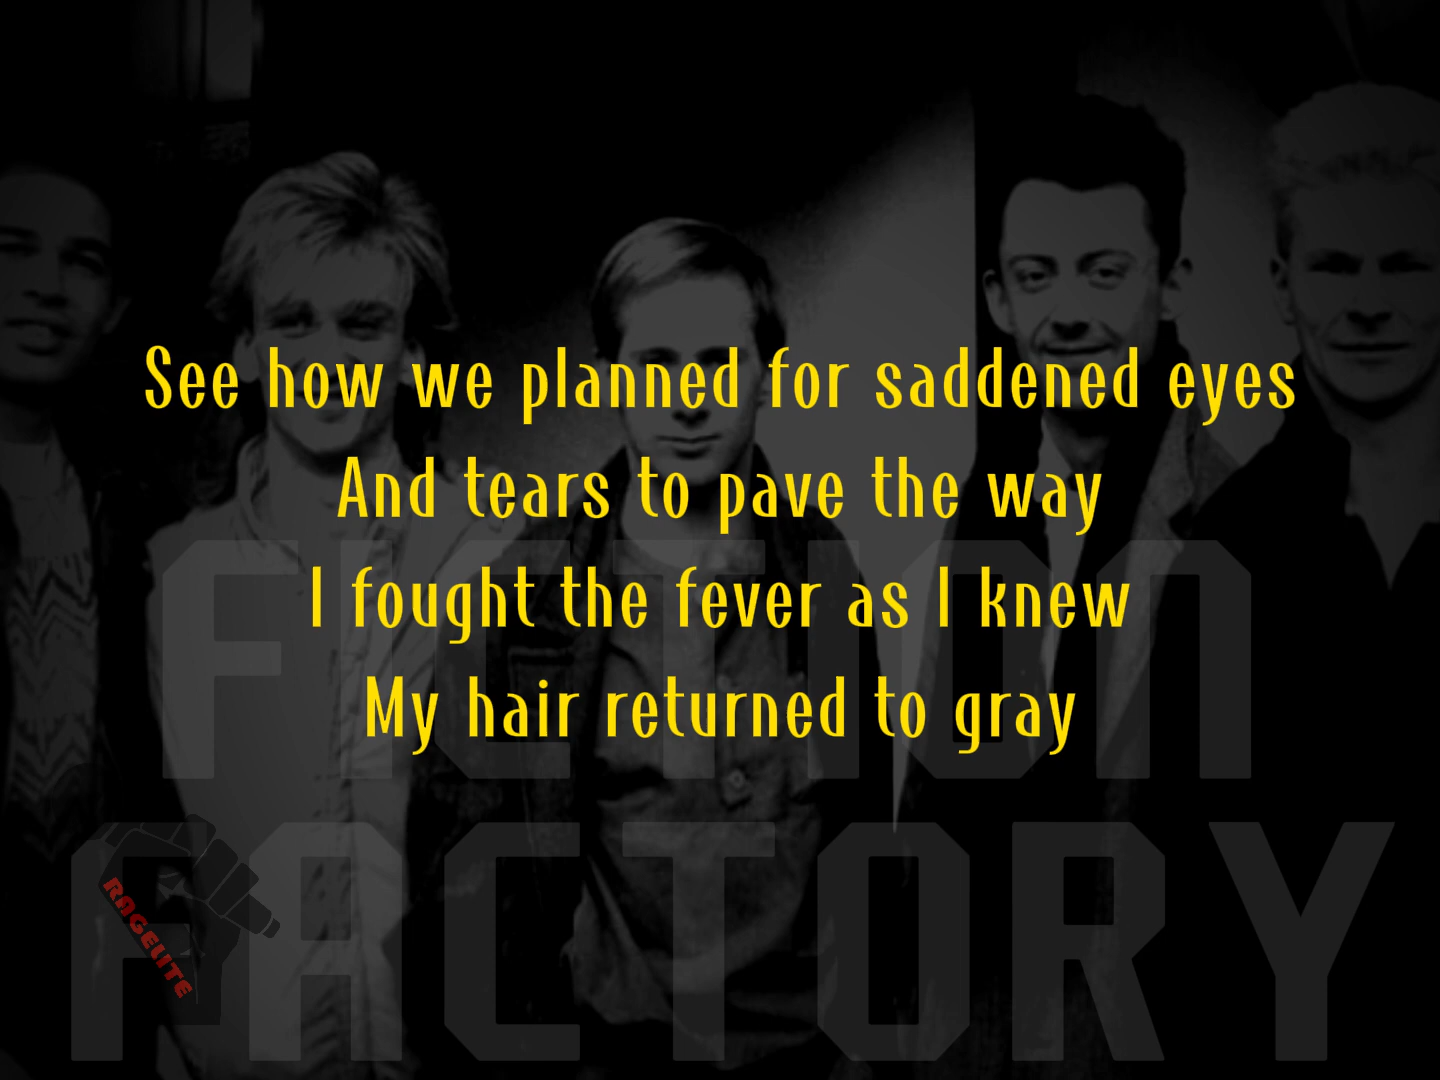 See how we planned for saddened eyes
And tears to pave the way
I fought the fever as I knew
My hair returned to gray
FICTION
FACTORY
RAGELITE